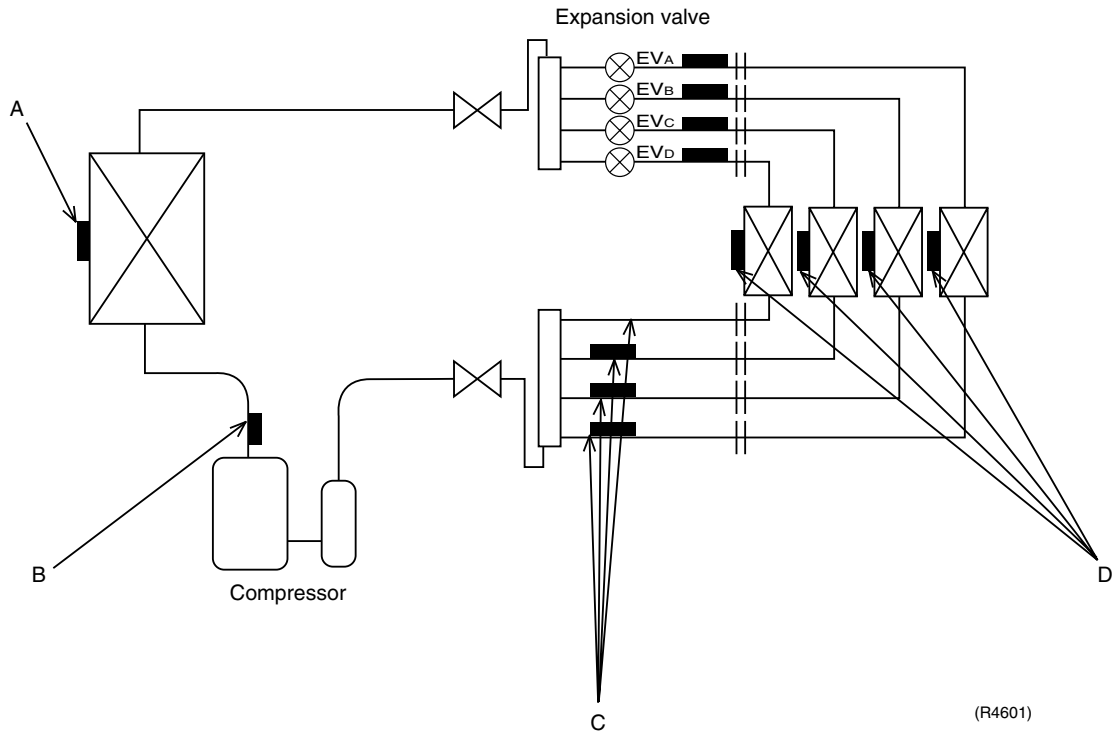 Expansion valve
EVA
EVB
EVC
EVD
A
B
Compressor
C
D
(R4601)